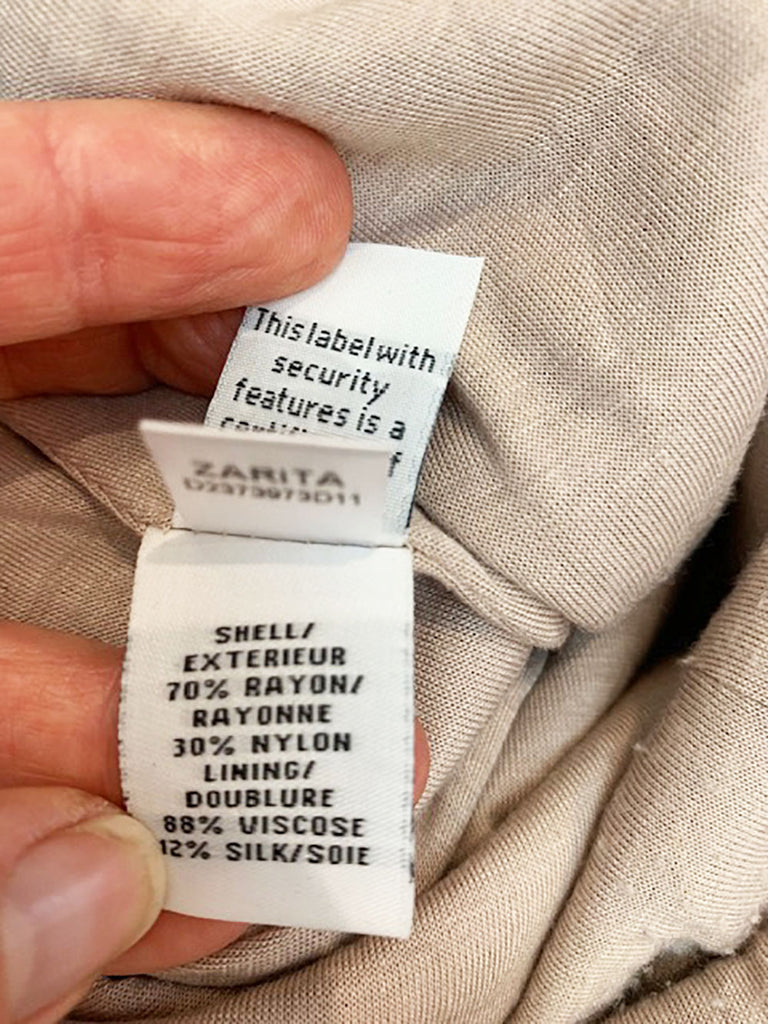 This label with
security
features is a
ZARITA
D2373973D11
SHELL/
EXTERIEUR
70% RAYON/
RAYONNE
30% NYLON
LINING/
DOUBLURE
88% VISCOSE
12% SILK/SOIE